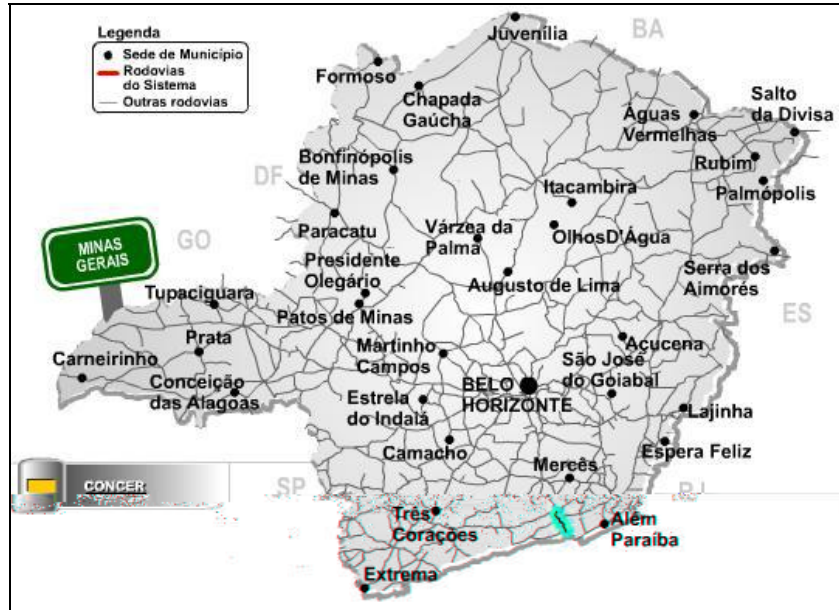 Legenda
Sede de Município
Rodovias
do Sistema
Outras rodovias
Juvenília
BA
Formoso
Chapada
Gaúcha
Águas
Vermelhas
Salto
da Divisa
Bonfinópolis
de Minas
Rubim
DF
Itacambira
Palmópolis
Paracatu
Várzea da
Palma
OlhosD'Água
GO
MINAS
GERAIS
Presidente
Olegário
Augusto de Lima
Serra dos
Aimorés
Tupaciguara
Patos de Minas
ES
Prata
Martinho
Campos
Açucena
São José
do Goiabal
Carneirinho
Conceição
das Alagoas
BELO
HORIZONTE
Estrela
do Indaiá
Lajinha
Camacho
Espera Feliz
Mercês
CONCER
SP
RJ
Três
Corações
Além
Paraíba
Extrema